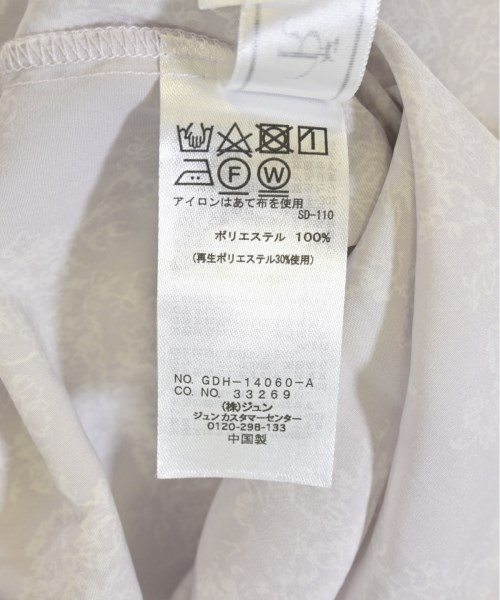 F W
アイロンはあて布を使用
SD-110
ポリエステル 100%
(再生ポリエステル30%使用)
NO. GDH-14060-A
CO. NO. 33269
(株)ジュン
ジュンカスタマーセンター
0120-298-133
中国製